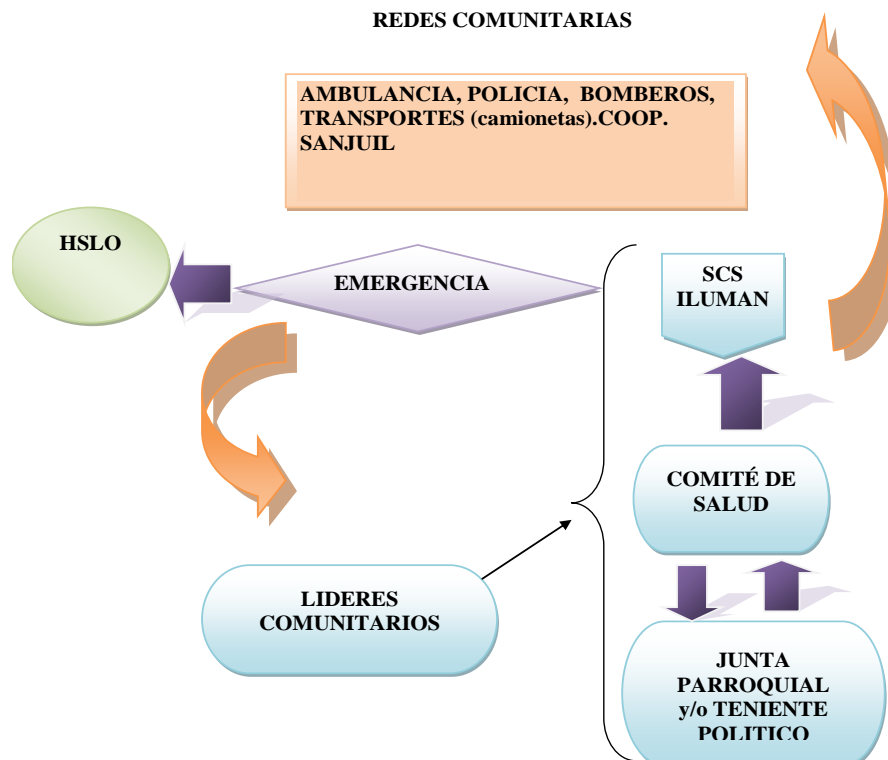 REDES COMUNITARIAS
AMBULANCIA, POLICIA, BOMBEROS,
TRANSPORTES (camionetas).COOP.
SANJUIL
HSLO
EMERGENCIA
SCS
ILUMAN
COMITÉ DE
SALUD
LIDERES
COMUNITARIOS
JUNTA
PARROQUIAL
y/o TENIENTE
POLITICO